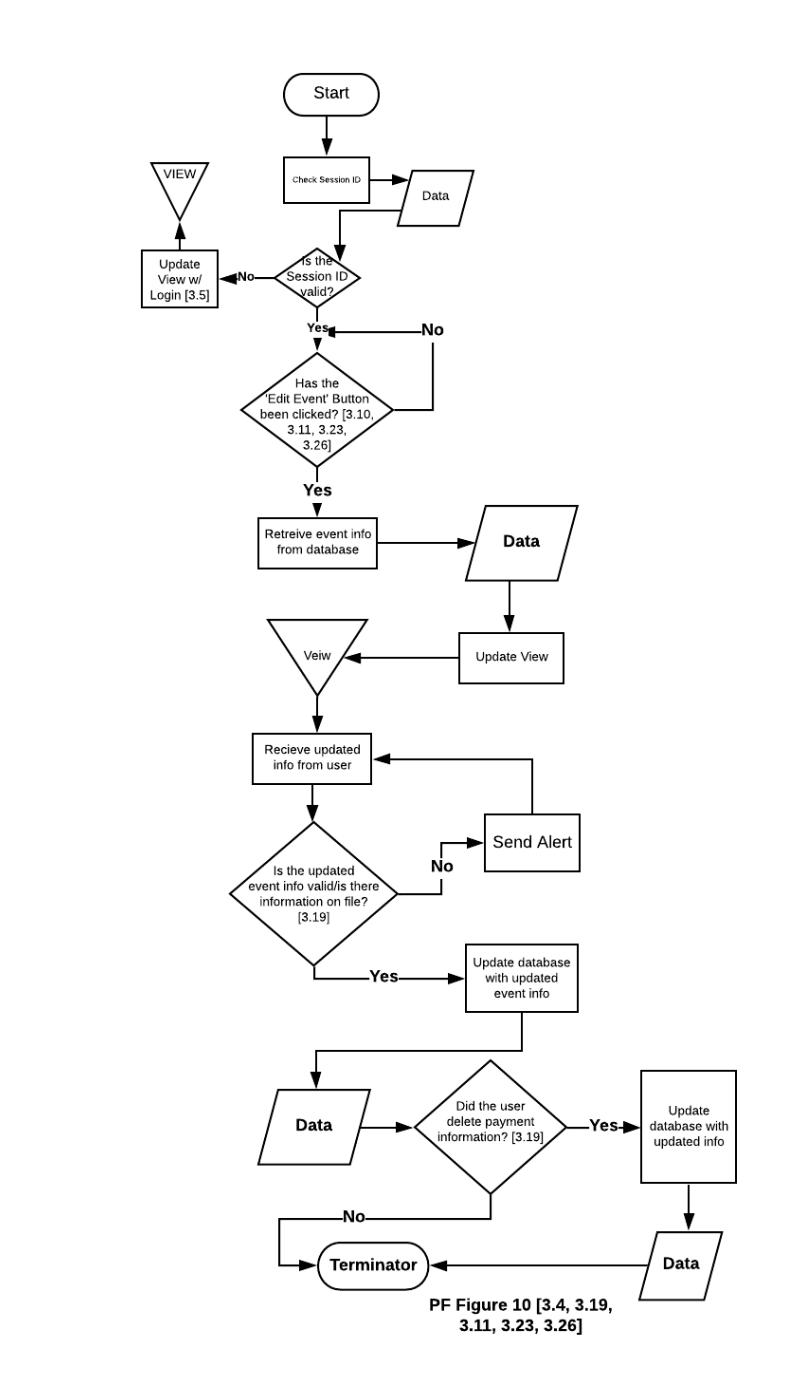 Start
Check Session ID
Data
VIEW
Is the
Session ID
valid?
No
Update
View w/
Login [3.5]
Yes
No
Has the
'Edit Event' Button
been clicked? [3.10,
3.11, 3.23,
3.26]
Yes
Retreive event info
from database
Data
Veiw
Update View
Recieve updated
info from user
Send Alert
No
Is the updated
event info valid/is there
information on file?
[3.19]
Yes
Update database
with updated
event info
Data
Did the user
delete payment
information? [3.19]
Yes
Update
database with
updated info
No
Terminator
Data
PF Figure 10 [3.4, 3.19,
3.11, 3.23, 3.26]